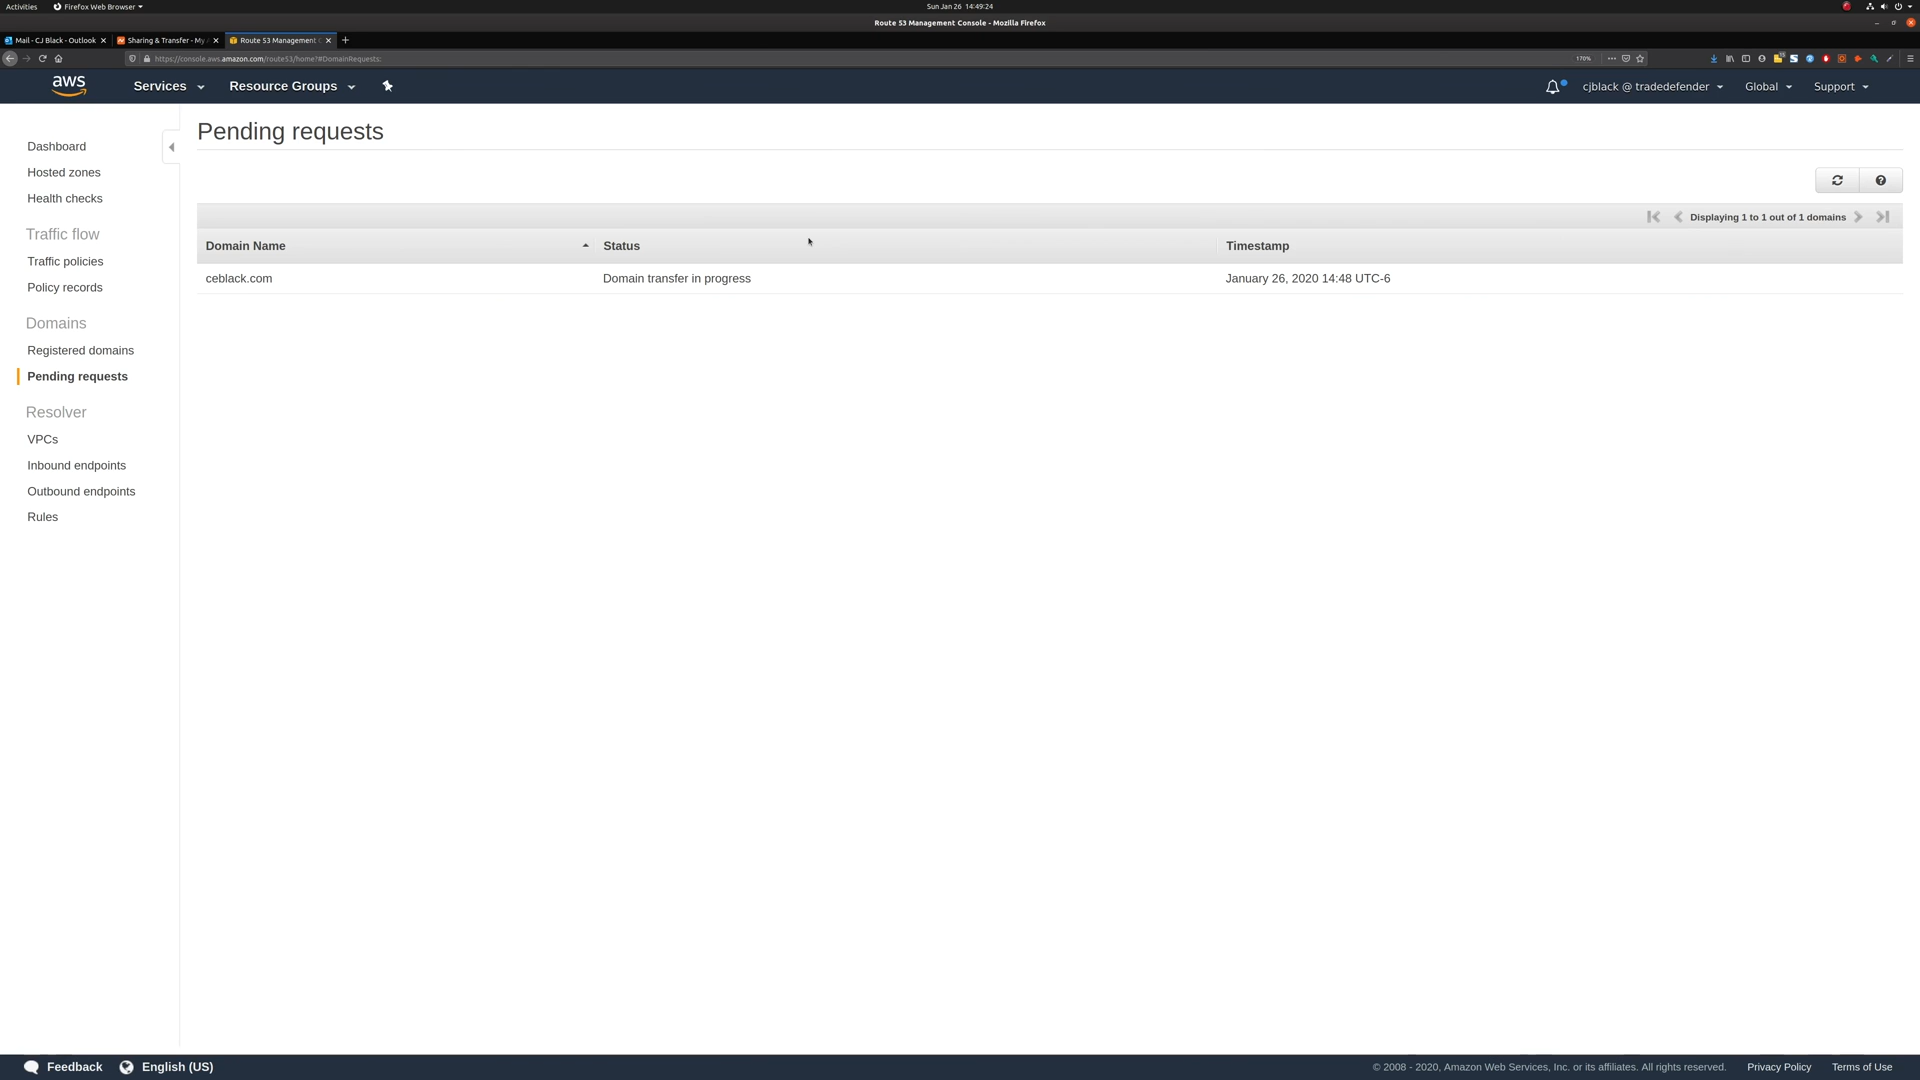 Activities
Firefox Web Browser
Sun Jan 26 14:49:24
Route 53 Management Console - Mozilla Firefox
Mail - CJ Black - Outlook
Sharing & Transfer - My
Route 53 Management
https://console.aws.amazon.com/route53/home?#DomainRequests:
170%
aws
Services
Resource Groups
cjblack @ tradedefender
Global
Support
Dashboard
Hosted zones
Health checks
Traffic flow
Traffic policies
Policy records
Domains
Registered domains
Pending requests
Resolver
VPCs
Inbound endpoints
Outbound endpoints
Rules
Pending requests
Displaying 1 to 1 out of 1 domains
Domain Name
Status
Timestamp
ceblack.com
Domain transfer in progress
January 26, 2020 14:48 UTC-6
Feedback
English (US)
© 2008 - 2020, Amazon Web Services, Inc. or its affiliates. All rights reserved.
Privacy Policy
Terms of Use